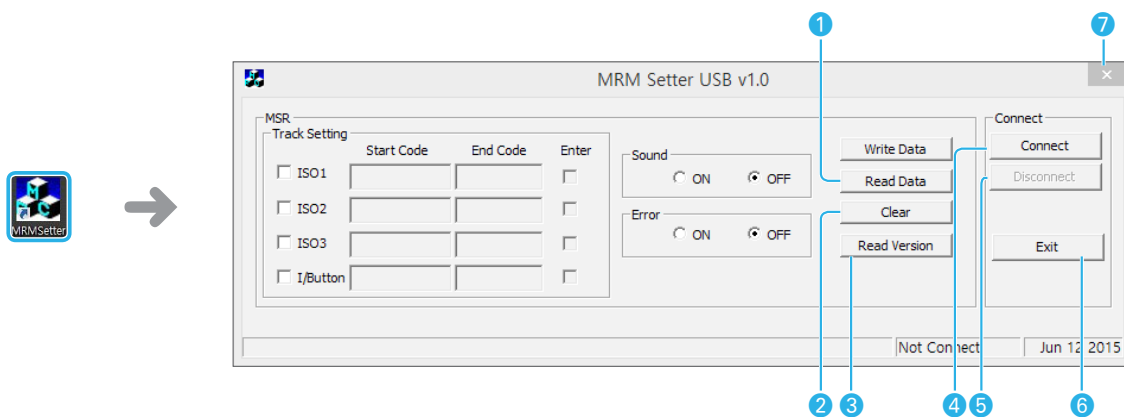 1
7
MRM Setter USB v1.0
MSR
Track Setting
Start Code End Code Enter
ISO1
ISO2
ISO3
I/Button
Sound
ON OFF
Error
ON OFF
Write Data
Read Data
Clear
Read Version
Connect
4 Connect
5 Disconnect
Exit
MRMSetter
Not Connect
Jun 12 2015
2 3 4 5 6